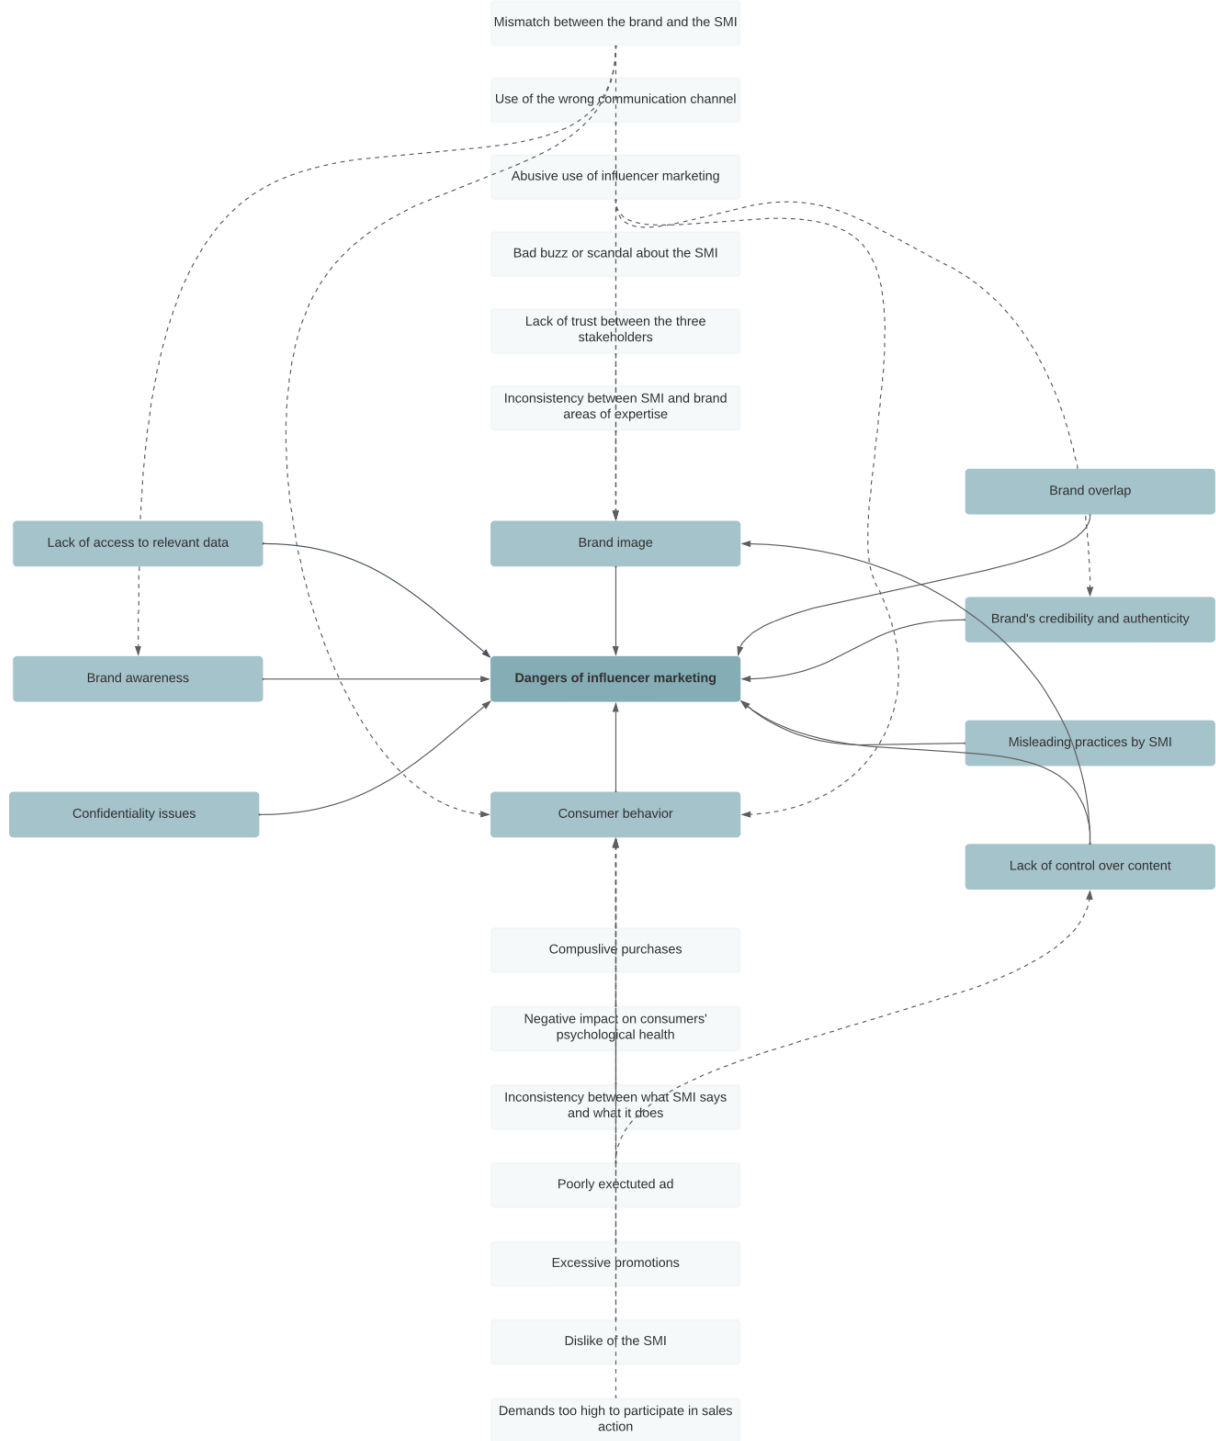 Mismatch between the brand and the SMI
Use of the wrong communication channel
Abusive use of influencer marketing
Bad buzz or scandal about the SMI
Lack of trust between the three
stakeholders
Inconsistency between SMI and brand
areas of expertise
Brand overlap
Lack of access to relevant data
Brand image
Brand's credibility and authenticity
Brand awareness
Dangers of influencer marketing
Misleading practices by SMI
Confidentiality issues
Consumer behavior
Lack of control over content
Compuslive purchases
Negative impact on consumers'
psychological health
Inconsistency between what SMI says
and what it does
Poorly exectuted ad
Excessive promotions
Dislike of the SMI
Demands too high to participate in sales
action